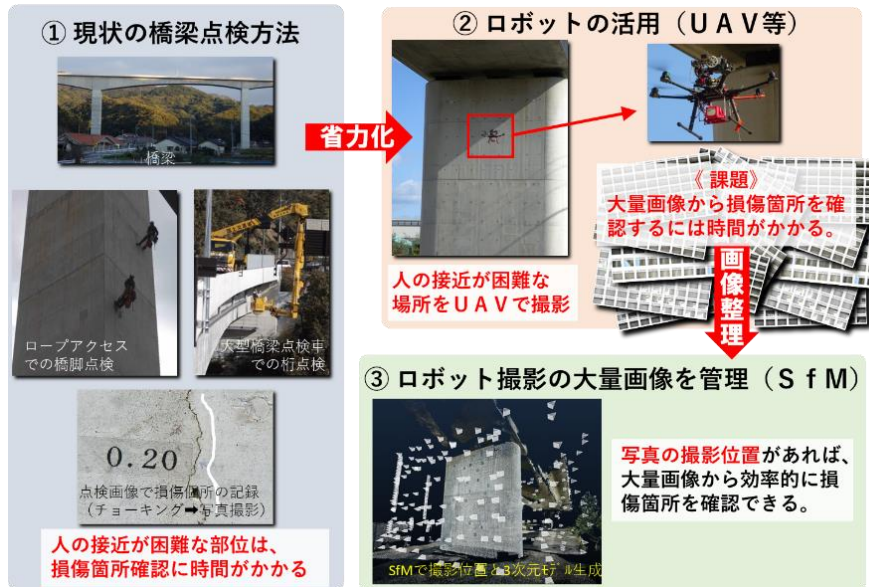 ① 現状の橋梁点検方法
橋梁
ロープアクセス
での橋脚点検
大型橋梁点検車
での桁点検
0.20
点検画像で損傷個所の記録
（チョーキング➡写真撮影）
人の接近が困難な部位は、
損傷箇所確認に時間がかかる
省力化
② ロボットの活用（ＵＡＶ等）
人の接近が困難な
場所をＵＡＶで撮影
《 課題》
大量画像から損傷箇所を確
認するには時間がかかる。
画像整理
③ ロボット撮影の大量画像を管理（ＳｆＭ）
SfMで撮影位置と3次元ﾓﾃﾞﾙ生成
写真の撮影位置があれば、
大量画像から効率的に損
傷箇所を確認できる。